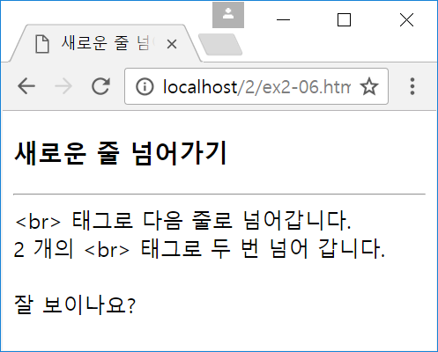 새로운 줄 넘
localhost/2/ex2-06.htm
새로운 줄 넘어가기
<br> 태그로 다음 줄로 넘어갑니다.
2 개의 <br> 태그로 두 번 넘어 갑니다.
잘 보이나요?